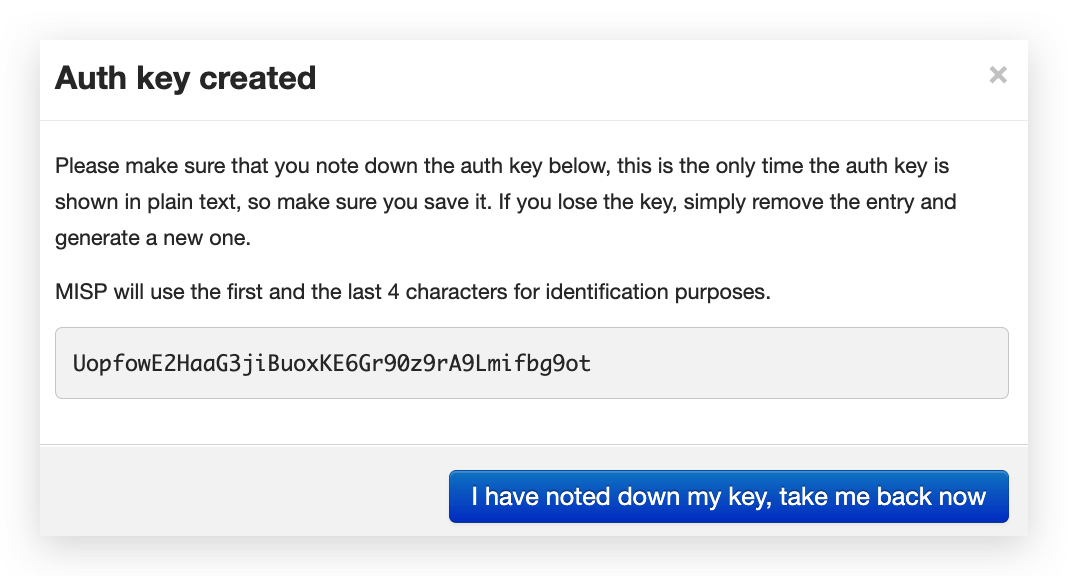 Auth key created
×
Please make sure that you note down the auth key below, this is the only time the auth key is
shown in plain text, so make sure you save it. If you lose the key, simply remove the entry and
generate a new one.
MISP will use the first and the last 4 characters for identification purposes.
UopfowE2HaaG3jiBuoxKE6Gr90z9rA9Lmifbg9ot
I have noted down my key, take me back now